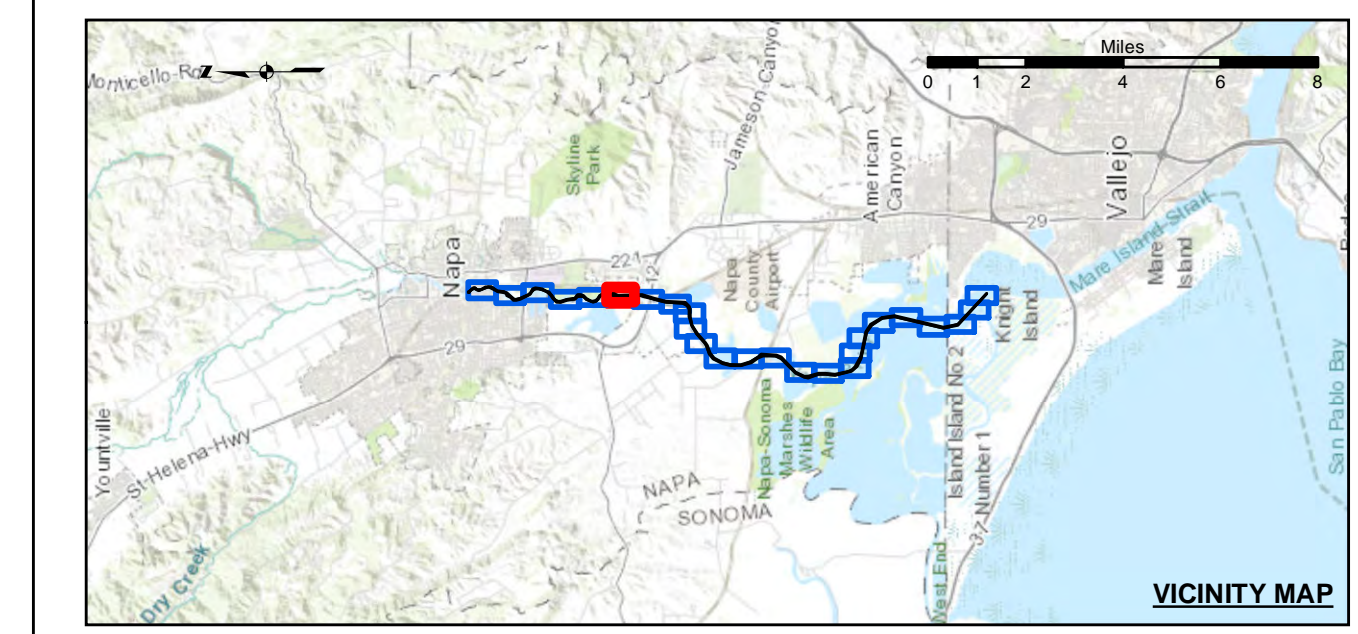 Miles
0 1 2 4 6 8
Monticello-Rd
Z
Jameson-Canyo
Skyline
Park
American
Canyon
Vallejo
29
Mare Island Strait
Mare
Island
Napa
221
12
Napa
County
Airport
Knight
Island
29
Island Island No 2
San Pablo Bay
Yountville
St-Helena-Hwy
Napa-Sonoma
Marshes
Wildlife
Area
37-Number 1
NAPA
SONOMA
Dry Creek
West End
VICINITY MAP